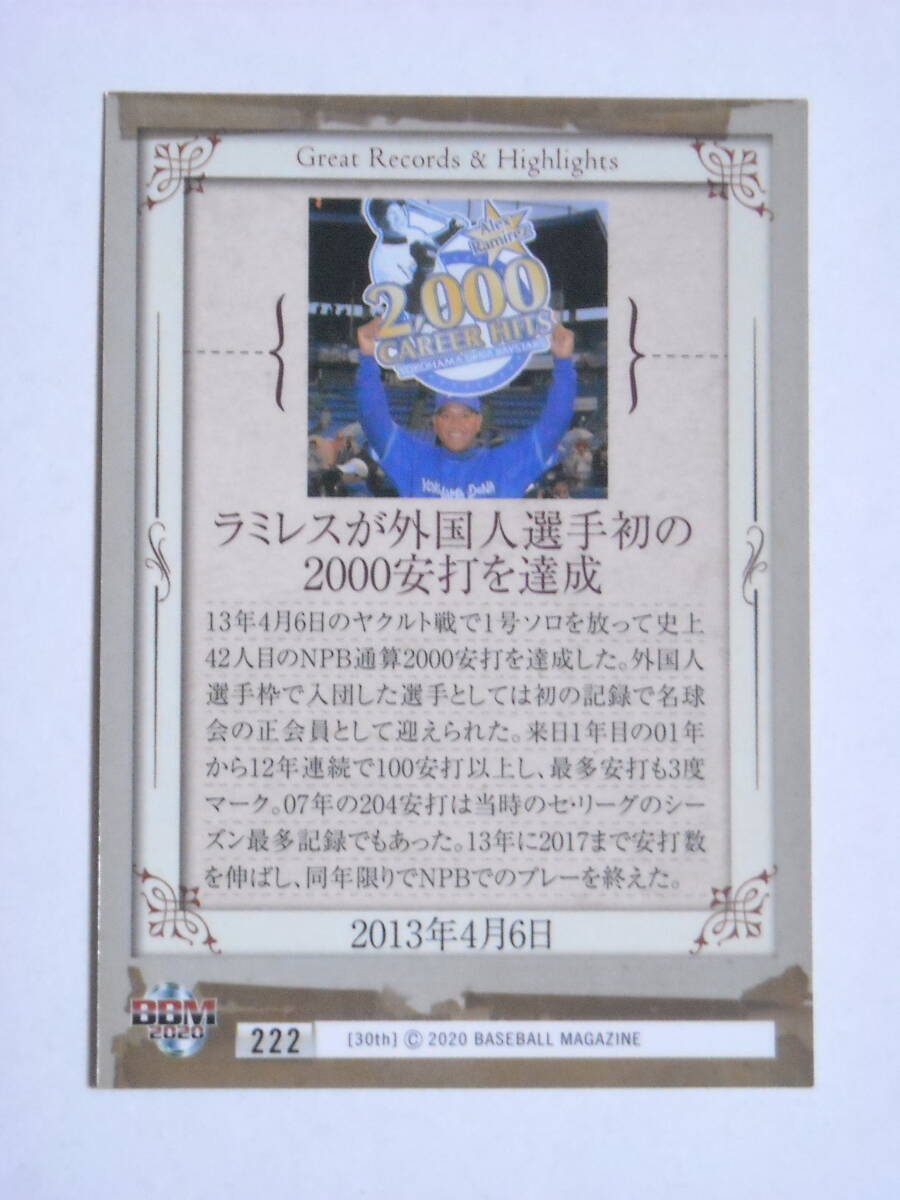 Great Records & Highlights
Alex
Ramirez
2,000
CAREER HITS
YOKOHAMA DeNA BAYSTARS
YOKOHAMA DeNA
ラミレスが外国人選手初の
2000安打を達成
13年4月6日のヤクルト戦で1号ソロを放って史上
42人目のNPB通算2000安打を達成した。外国人
選手枠で入団した選手としては初の記録で名球
会の正会員として迎えられた。来日1年目の01年
から12年連続で100安打以上し、最多安打も3度
マーク。07年の204安打は当時のセ・リーグのシー
ズン最多記録でもあった。13年に2017まで安打数
を伸ばし、同年限りでNPBでのプレーを終えた。
2013年4月6日
BBM
2020
222
[30th] © 2020 BASEBALL MAGAZINE